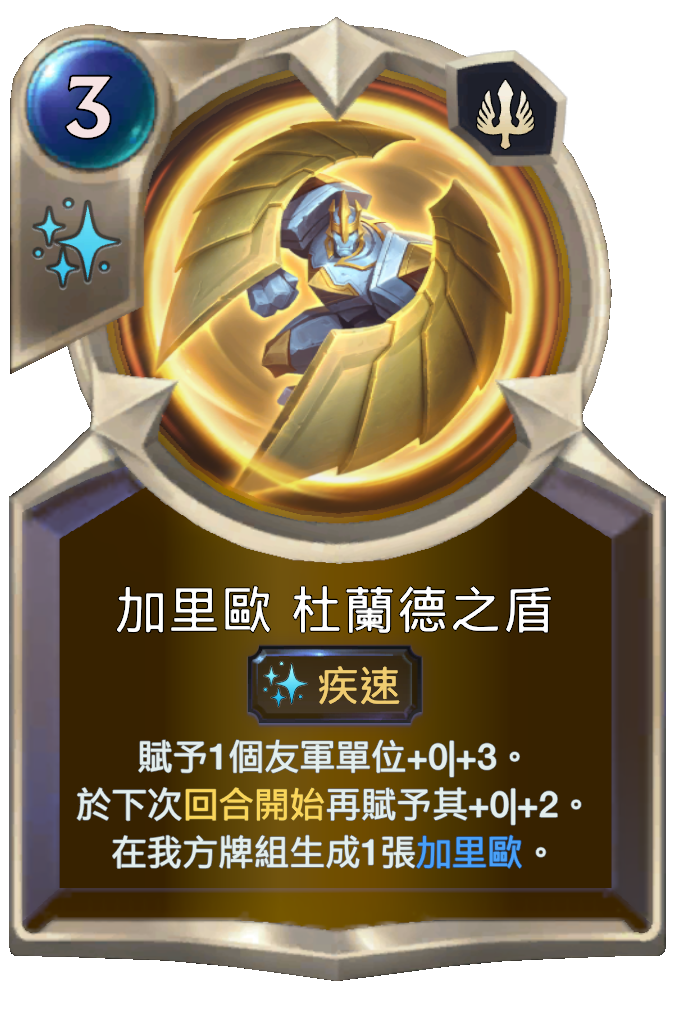 3
加里歐 杜蘭德之盾
疾速
賦予1個友軍單位+0|+3。
於下次回合開始再賦予其+0|+2。
在我方牌組生成1張加里歐。